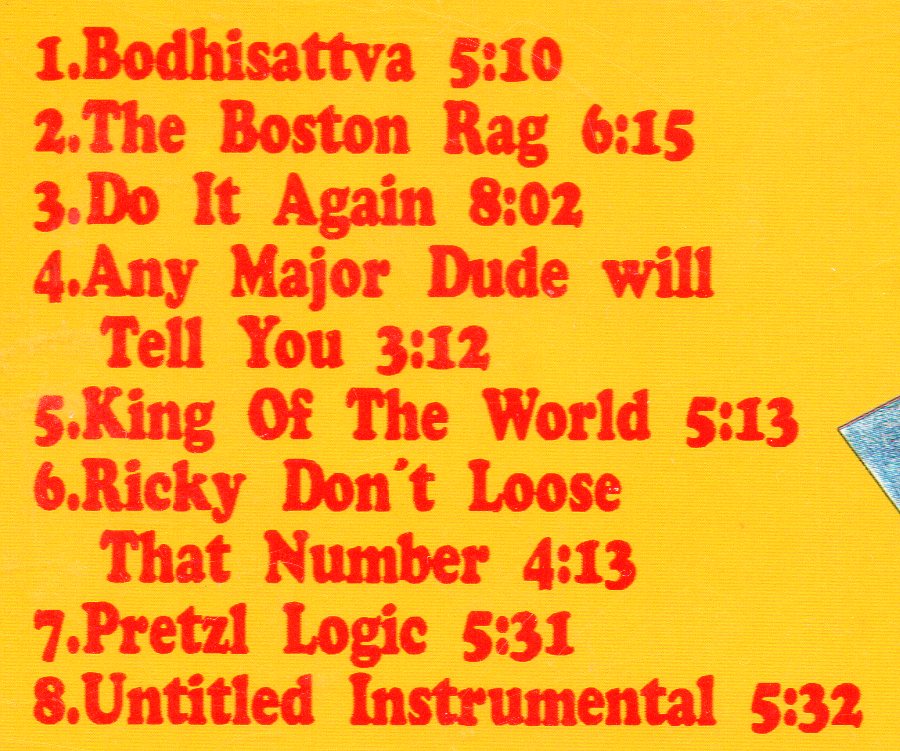 1.Bodhisattva 5:10
2.The Boston Rag 6:15
3.Do It Again 8:02
4.Any Major Dude will
Tell You 3:12
5.King Of The World 5:13
6.Ricky Don´t Loose
That Number 4:13
7.Pretzl Logic 5:31
8.Untitled Instrumental 5:32